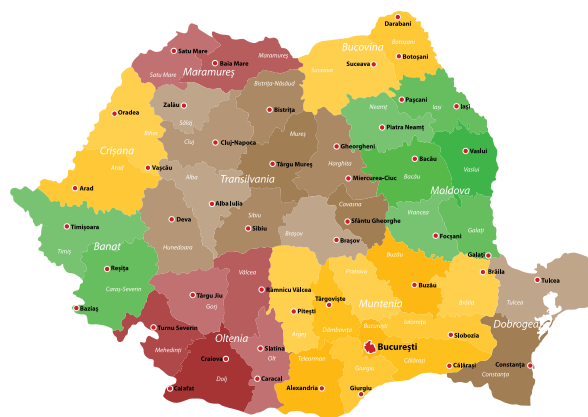 Darabani
Satu Mare
Baia Mare
Maramureș
Satu Mare
Maramureș
Bucovina
Botoșani
Botoșani
Suceava
Suceava
Bistrița-Năsăud
Zalău
Sălaj
Bistrița
Oradea
Bihor
Crișana
Arad
Arad
Vașcău
Cluj
Cluj-Napoca
Mureș
Târgu Mureș
Gheorgheni
Harghita
Miercurea-Ciuc
Neamț
Pașcani
Iași
Iași
Piatra Neamț
Bacău
Bacău
Vaslui
Vaslui
Moldova
Alba
Transilvania
Alba Iulia
Deva
Hunedoara
Sibiu
Sibiu
Brașov
Brașov
Covasna
Sfântu Gheorghe
Vrancea
Focșani
Galați
Galați
Timișoara
Timiș
Banat
Reșița
Caraș-Severin
Baziaș
Vâlcea
Râmnicu Vâlcea
Târgu Jiu
Gorj
Turnu Severin
Mehedinți
Oltenia
Craiova
Dolj
Calafat
Slatina
Olt
Caracal
Pitești
Argeș
Târgoviște
Dâmbovița
Prahova
Muntenia
Buzău
Buzău
Brăila
Brăila
București
București
Ialomița
Slobozia
Teleorman
Alexandria
Giurgiu
Giurgiu
Călărași
Călărași
Tulcea
Tulcea
Dobrogea
Constanța
Constanța